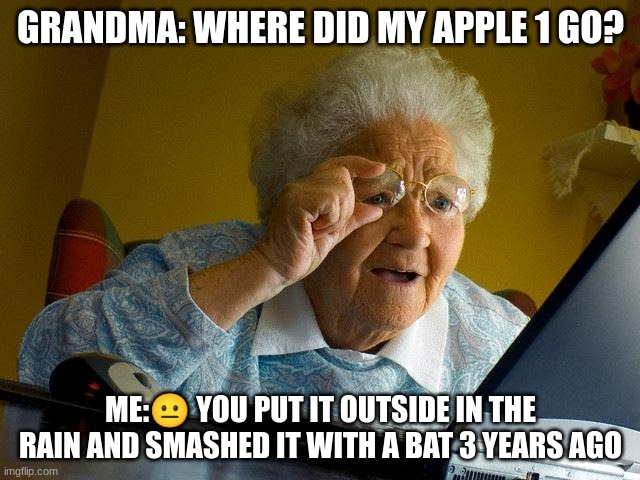 GRANDMA: WHERE DID MY APPLE 1 GO?
ME:😐 YOU PUT IT OUTSIDE IN THE
RAIN AND SMASHED IT WITH A BAT 3 YEARS AGO
imgflip.com